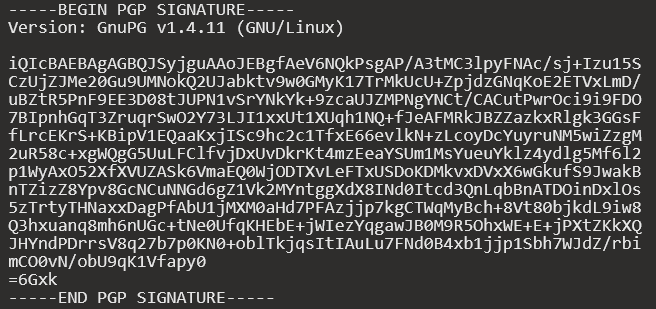 -----BEGIN PGP SIGNATURE-----
Version: GnuPG v1.4.11 (GNU/Linux)

iQIcBAEBAgAGBQJSyjguAAoJEBgfAeV6NQkPsgAP/A3tMC3lpyFNAc/sj+Izu15S
CzUjZJMe20Gu9UMNokQ2UJabktv9w0GMyK17TrMkUcU+ZpjdzGNqKoE2ETVxLmD/
uBZtR5PnF9EE3D08tJUPN1vSrYNkYk+9zcaUJZMPNgYNCt/CACutPwrOci9i9FDO
7BIpnhGqT3ZruqrSwO2Y73LJI1xxUt1XUqh1NQ+fJeAFMRkJBZZazkxRlgk3GGsF
fLrcEKrS+KBipV1EQaaKxjISc9hc2c1TfxE66evlkN+zLcoyDcYuyruNM5wiZzgM
2uR58c+xgWQgG5UuLFClfvjDxUvDkrKt4mzEeaYSUm1MsYueuYklz4ydlg5Mf6l2
p1WyAxO52XfXVUZASk6VmaEQ0WjODTXvLeFTxUSDoKDMkvxDVxX6wGkufS9JwakB
nTZizZ8Ypv8GcNCuNNGd6gZ1Vk2MYntggXdX8INd0Itcd3QnLqbBnATDOinDxlOs
5zTrtyTHNaxxDagPfAbU1jMXM0aHd7PFAzjjp7kgCTWqMyBch+8Vt80bjkdL9iw8
Q3hxuanq8mh6nUGc+tNe0UfqKHEbE+jWIezYqgawJB0M9R5OhxWE+E+jPXtZKkXQ
JHYndPDrrsV8q27b7p0KN0+oblTkjqsItIAuLu7FNd0B4xb1jjp1Sbh7WJdZ/rbi
mCO0vN/obU9qK1Vfapy0
=6Gxk
-----END PGP SIGNATURE-----